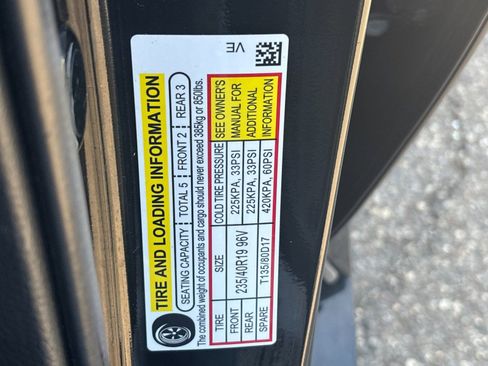 VE
TIRE AND LOADING INFORMATION
SEATING CAPACITY TOTAL 5 FRONT 2 REAR 3
The combined weight of occupants and cargo should never exceed 385kg or 850lbs.
TIRE SIZE COLD TIRE PRESSURE SEE OWNER'S
FRONT 235/40R19 96V 225KPA, 33PSI MANUAL FOR
REAR 225KPA, 33PSI ADDITIONAL
SPARE T135/80D17 420KPA, 60PSI INFORMATION